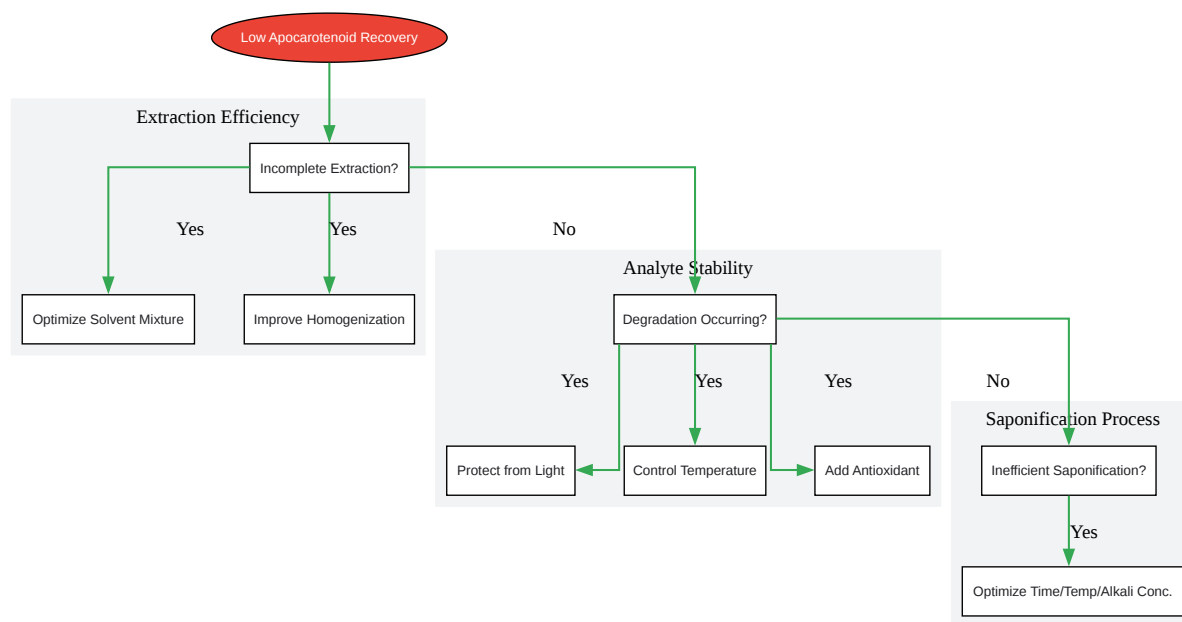 Low Apocarotenoid Recovery
Extraction Efficiency
Incomplete Extraction?
Yes
Yes
No
Optimize Solvent Mixture
Improve Homogenization
Analyte Stability
Degradation Occurring?
Yes
Yes
Yes
No
Protect from Light
Control Temperature
Add Antioxidant
Saponification Process
Inefficient Saponification?
Yes
Optimize Time/Temp/Alkali Conc.